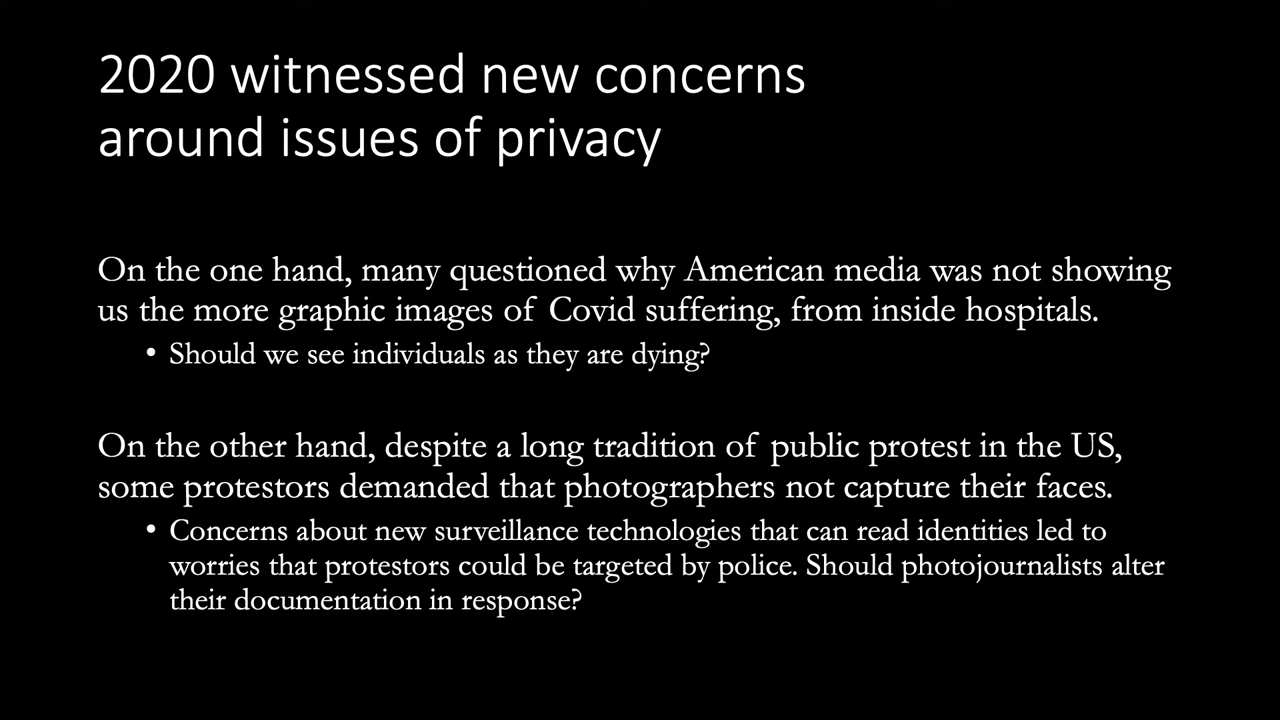 2020 witnessed new concerns
around issues of privacy
On the one hand, many questioned why American media was not showing
us the more graphic images of Covid suffering, from inside hospitals.
• Should we see individuals as they are dying?
On the other hand, despite a long tradition of public protest in the US,
some protestors demanded that photographers not capture their faces.
• Concerns about new surveillance technologies that can read identities led to
worries that protestors could be targeted by police. Should photojournalists alter
their documentation in response?